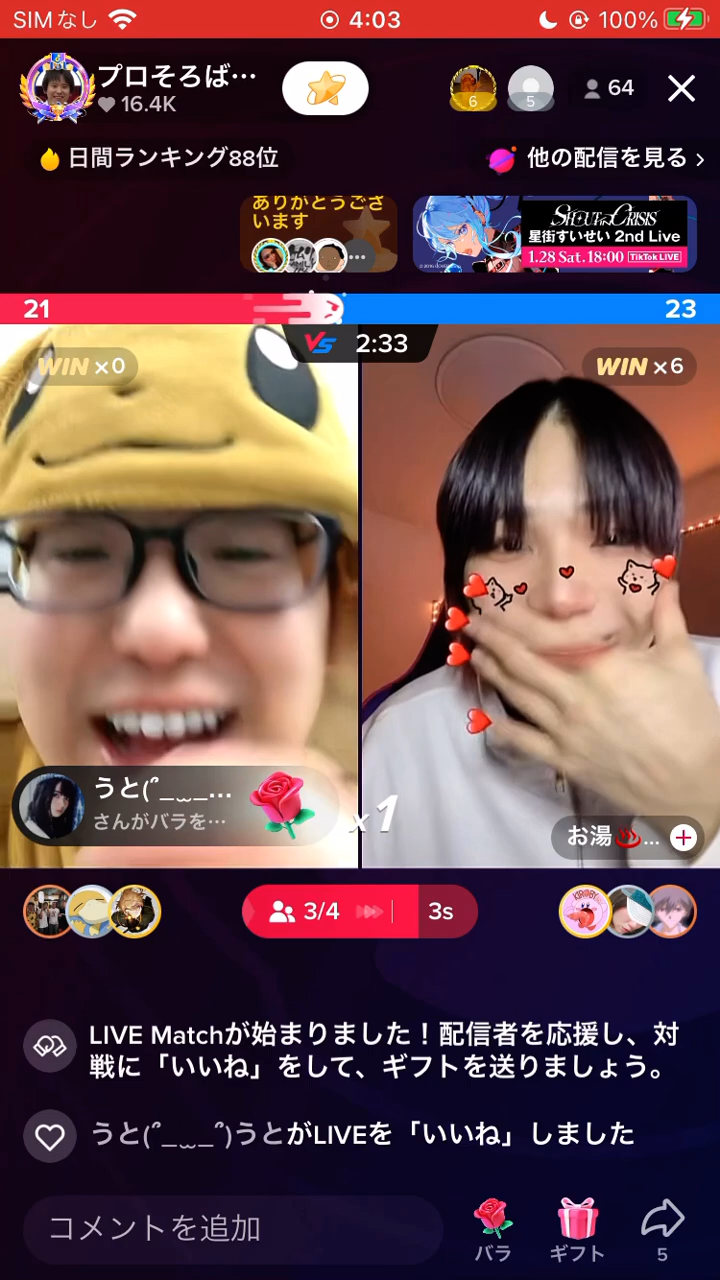 SIMなし 4:03 100%
プロそろば…
16.4K
6 5 64
日間ランキング88位
他の配信を見る
ありがとうござ
います
SHOUT in CRISIS
星街すいせい 2nd Live
1.28 Sat. 18:00 TikTok LIVE
21 23
VS 2:33
WIN ×0
WIN ×6
うと(˶‾᷄ ⁻̫ …
さんがバラを…
x1
お湯♨️…
3/4 3s
LIVE Matchが始まりました！配信者を応援し、対
戦に「いいね」をして、ギフトを送りましょう。
うと(˝_ ̫_˝)うとがLIVEを「いいね」しました
コメントを追加
バラ ギフト 5